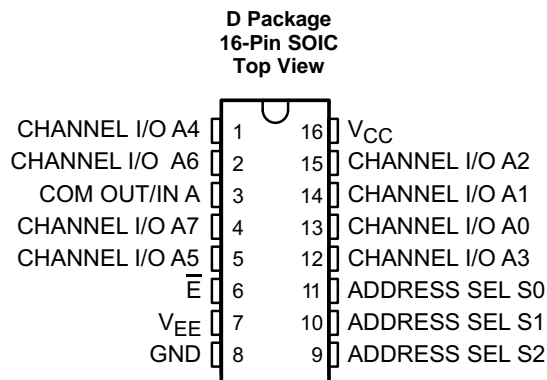 D Package
16-Pin SOIC
Top View
CHANNEL I/O A4 1 16 VCC
CHANNEL I/O A6 2 15 CHANNEL I/O A2
COM OUT/IN A 3 14 CHANNEL I/O A1
CHANNEL I/O A7 4 13 CHANNEL I/O A0
CHANNEL I/O A5 5 12 CHANNEL I/O A3
E̅ 6 11 ADDRESS SEL S0
VEE 7 10 ADDRESS SEL S1
GND 8 9 ADDRESS SEL S2